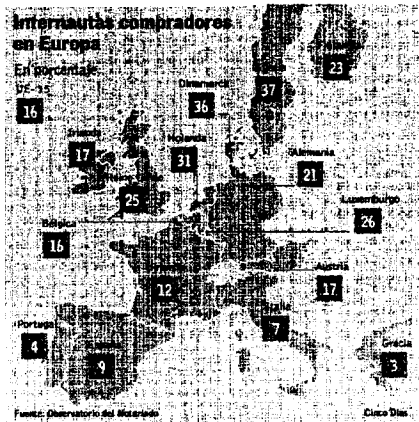 Internautas compradores
en Europa
En porcentaje
UE-15
16
23
Dinamarca
36
37
Irlanda
17
Holanda
31
Alemania
21
25
Luxemburgo
26
Bélgica
16
12
Austria
17
7
Portugal
4
9
Grecia
3
Fuente: Observatorio del Notariado
Cinco Días